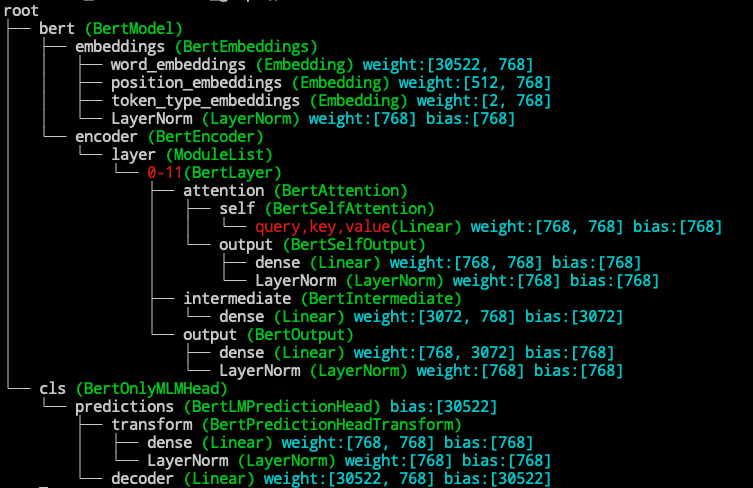 root
├── bert (BertModel)
│   ├── embeddings (BertEmbeddings)
│   │   ├── word_embeddings (Embedding) weight:[30522, 768]
│   │   ├── position_embeddings (Embedding) weight:[512, 768]
│   │   ├── token_type_embeddings (Embedding) weight:[2, 768]
│   │   └── LayerNorm (LayerNorm) weight:[768] bias:[768]
│   └── encoder (BertEncoder)
│       └── layer (ModuleList)
│           └── 0-11(BertLayer)
│               ├── attention (BertAttention)
│               │   ├── self (BertSelfAttention)
│               │   │   └── query,key,value(Linear) weight:[768, 768] bias:[768]
│               │   └── output (BertSelfOutput)
│               │       ├── dense (Linear) weight:[768, 768] bias:[768]
│               │       └── LayerNorm (LayerNorm) weight:[768] bias:[768]
│               ├── intermediate (BertIntermediate)
│               │   └── dense (Linear) weight:[3072, 768] bias:[3072]
│               └── output (BertOutput)
│                   ├── dense (Linear) weight:[768, 3072] bias:[768]
│                   └── LayerNorm (LayerNorm) weight:[768] bias:[768]
└── cls (BertOnlyMLMHead)
    └── predictions (BertLMPredictionHead) bias:[30522]
        ├── transform (BertPredictionHeadTransform)
        │   ├── dense (Linear) weight:[768, 768] bias:[768]
        │   └── LayerNorm (LayerNorm) weight:[768] bias:[768]
        └── decoder (Linear) weight:[30522, 768] bias:[30522]